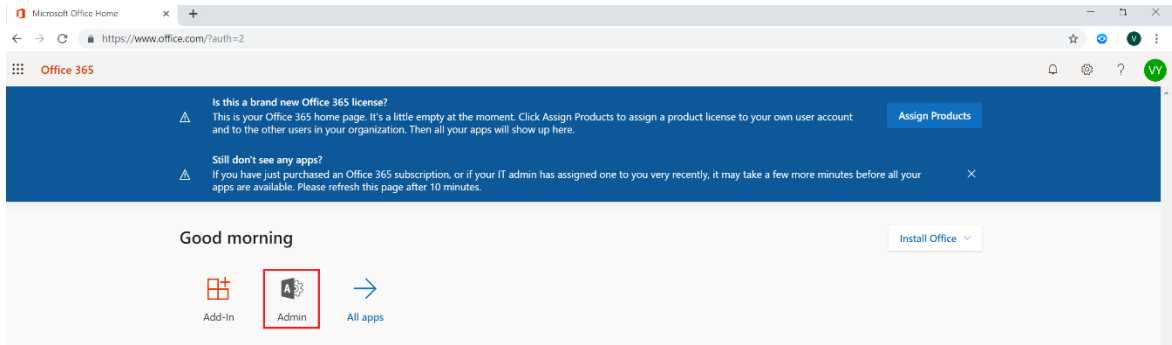 Microsoft Office Home
https://www.office.com/?auth=2
V
Office 365
?
VY
Is this a brand new Office 365 license?
This is your Office 365 home page. It's a little empty at the moment. Click Assign Products to assign a product license to your own user account
and to the other users in your organization. Then all your apps will show up here.
Assign Products
Still don't see any apps?
If you have just purchased an Office 365 subscription, or if your IT admin has assigned one to you very recently, it may take a few more minutes before all your
apps are available. Please refresh this page after 10 minutes.
Good morning
Install Office
A
Add-In
Admin
All apps